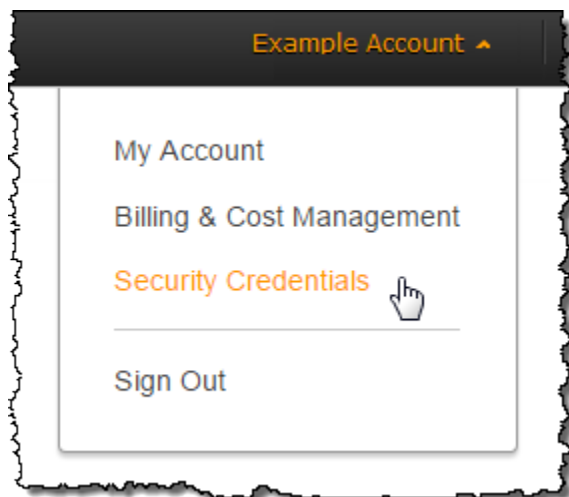 Example Account
My Account
Billing & Cost Management
Security Credentials
Sign Out